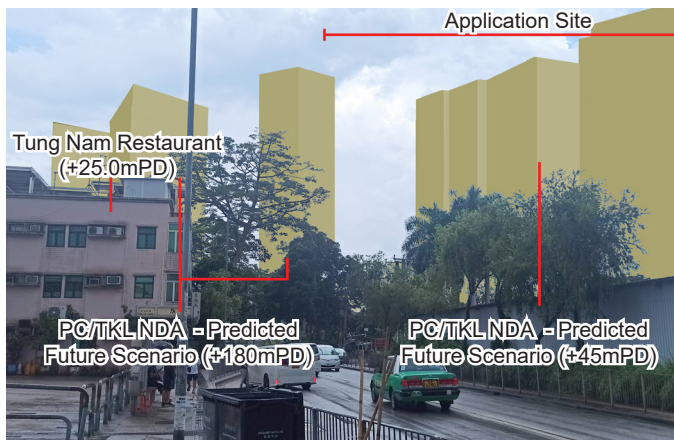 Application Site
Tung Nam Restaurant
(+25.0mPD)
PC/TKL NDA - Predicted
Future Scenario (+180mPD)
PC/TKL NDA - Predicted
Future Scenario (+45mPD)